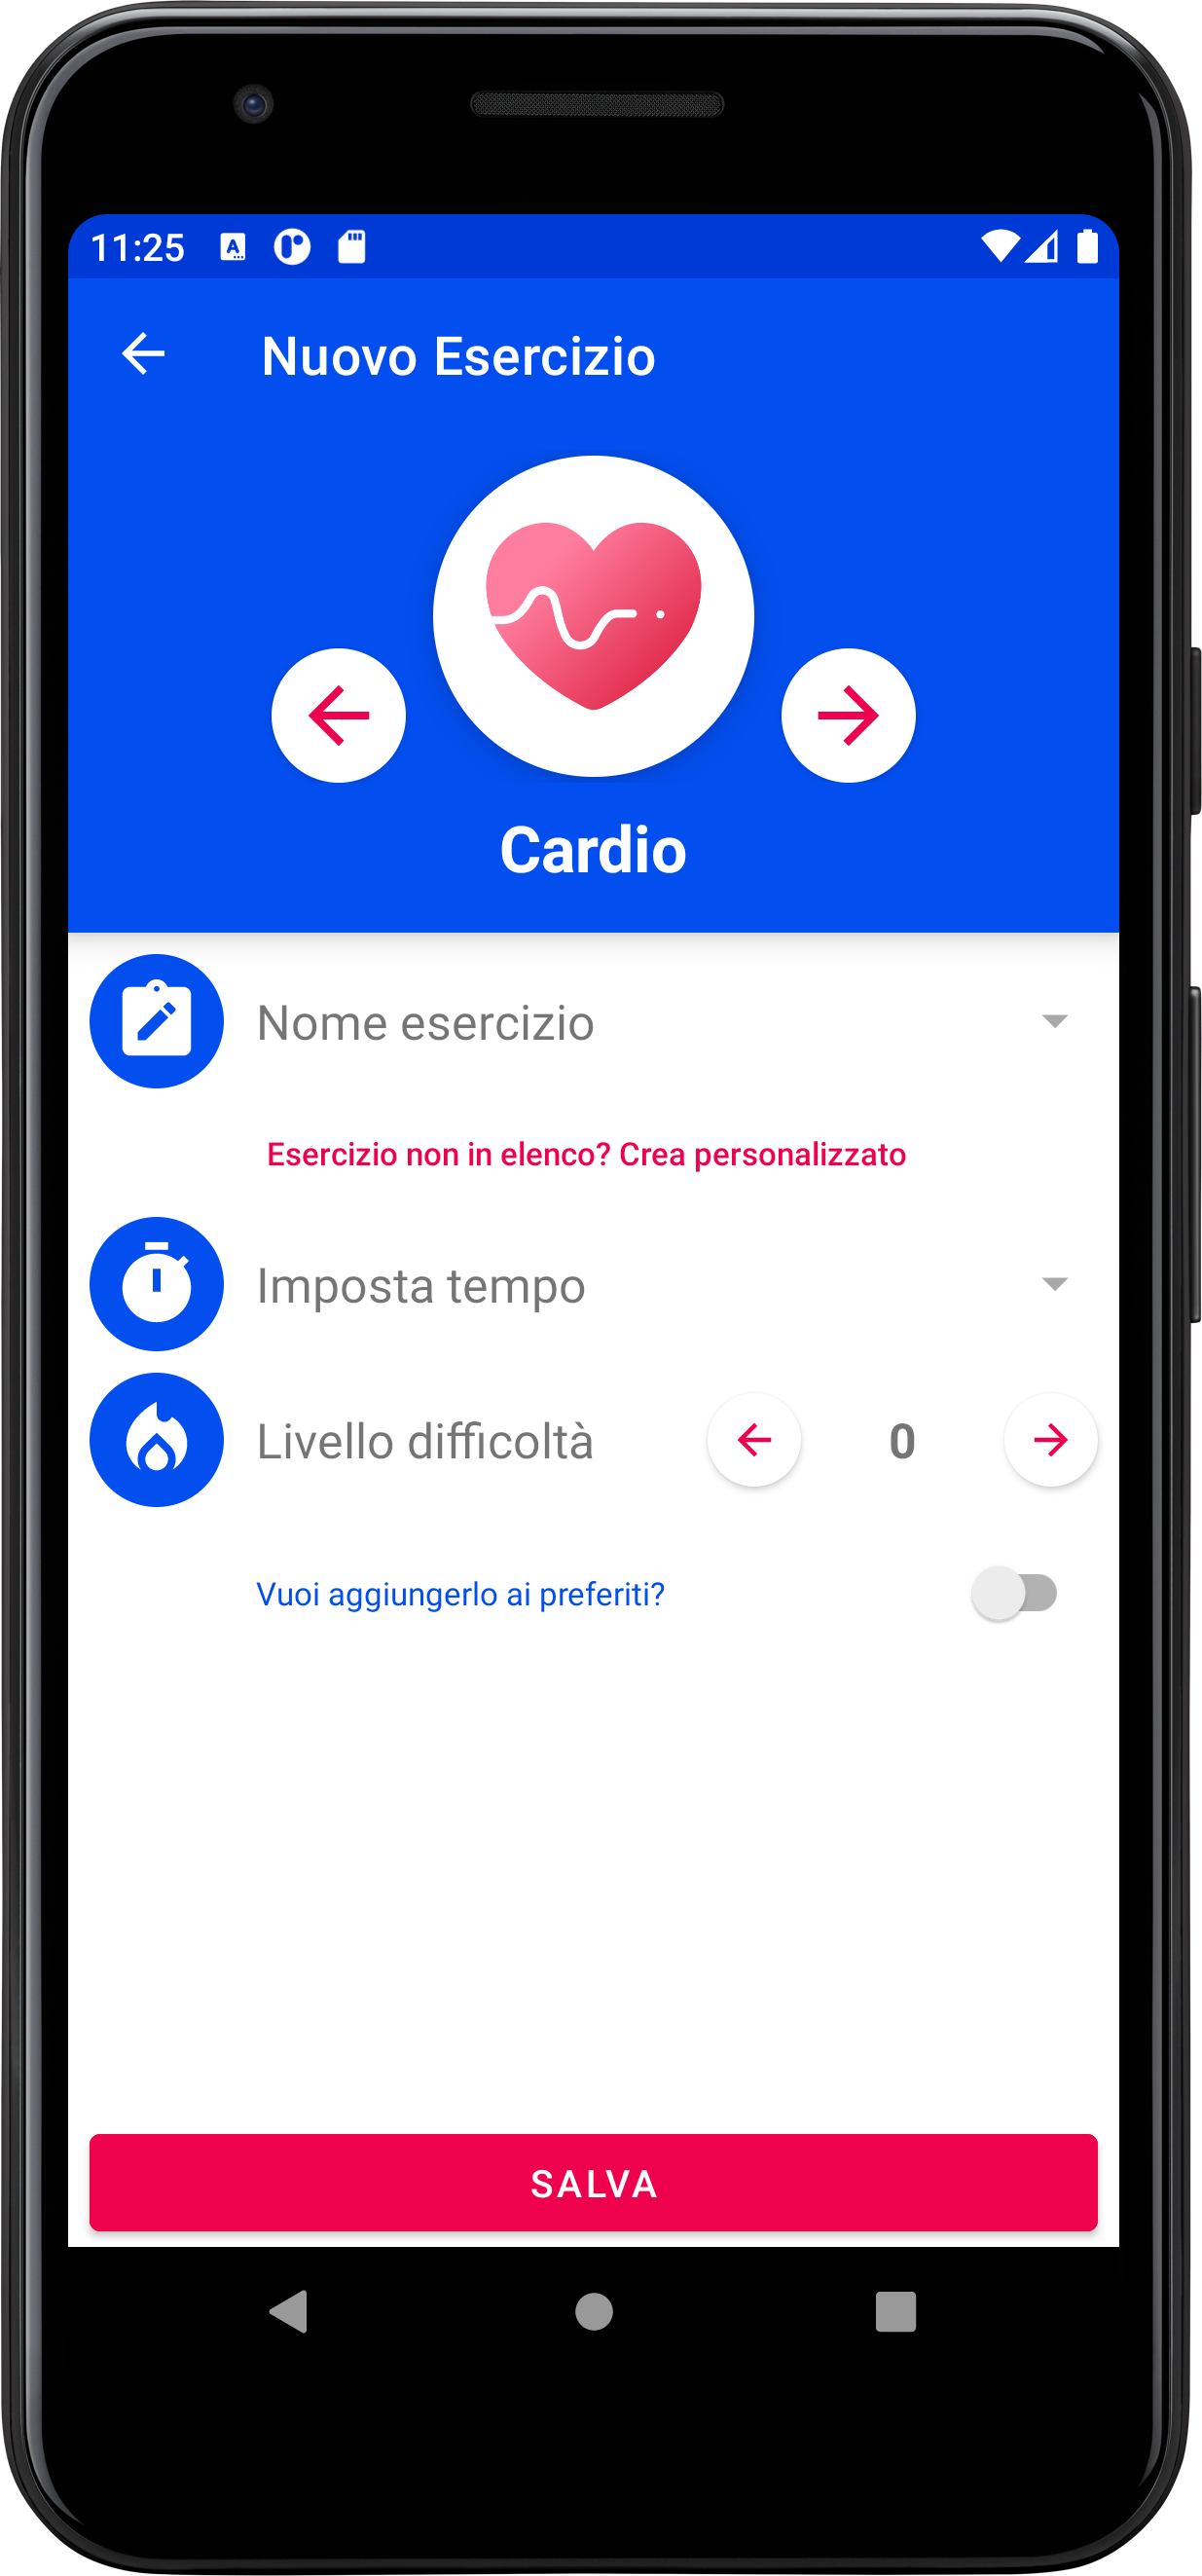 11:25
Nuovo Esercizio
Cardio
Nome esercizio
Esercizio non in elenco? Crea personalizzato
Imposta tempo
Livello difficoltà 0
Vuoi aggiungerlo ai preferiti?
SALVA